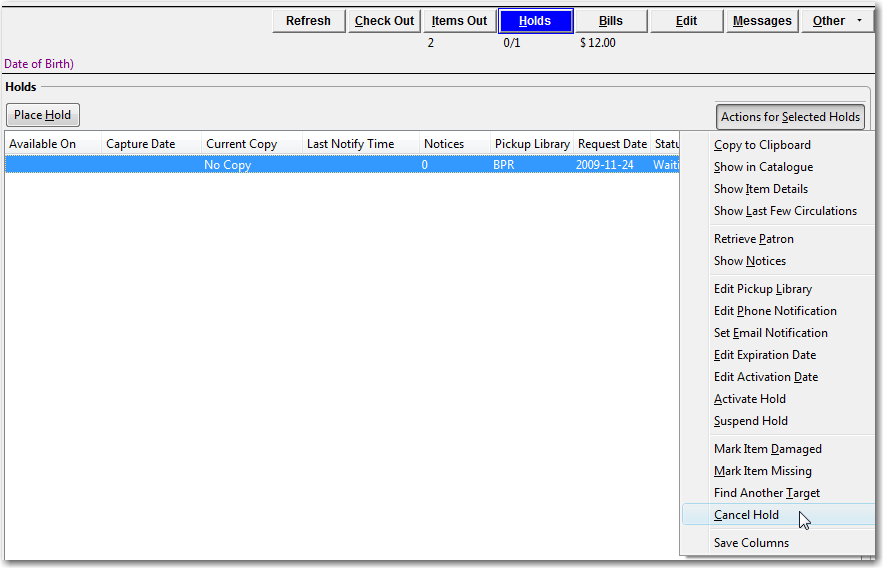 Refresh Check Out Items Out Holds Bills Edit Messages Other
2 0/1 $ 12.00
Date of Birth)
Holds
Place Hold Actions for Selected Holds
Available On Capture Date Current Copy Last Notify Time Notices Pickup Library Request Date Statu
No Copy 0 BPR 2009-11-24 Waiti
Copy to Clipboard
Show in Catalogue
Show Item Details
Show Last Few Circulations
Retrieve Patron
Show Notices
Edit Pickup Library
Edit Phone Notification
Set Email Notification
Edit Expiration Date
Edit Activation Date
Activate Hold
Suspend Hold
Mark Item Damaged
Mark Item Missing
Find Another Target
Cancel Hold
Save Columns